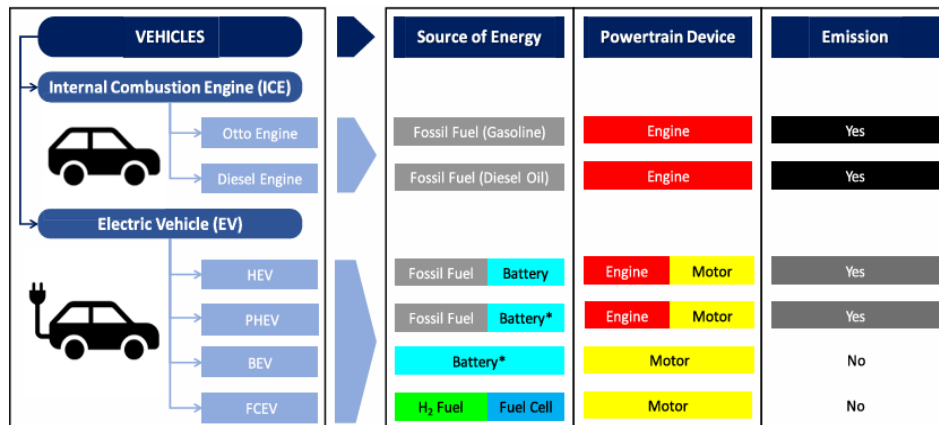 VEHICLES
Source of Energy
Powertrain Device
Emission
Internal Combustion Engine (ICE)
Otto Engine
Fossil Fuel (Gasoline)
Engine
Yes
Diesel Engine
Fossil Fuel (Diesel Oil)
Engine
Yes
Electric Vehicle (EV)
HEV
Fossil Fuel
Battery
Engine
Motor
Yes
PHEV
Fossil Fuel
Battery*
Engine
Motor
Yes
BEV
Battery*
Motor
No
FCEV
H₂ Fuel
Fuel Cell
Motor
No